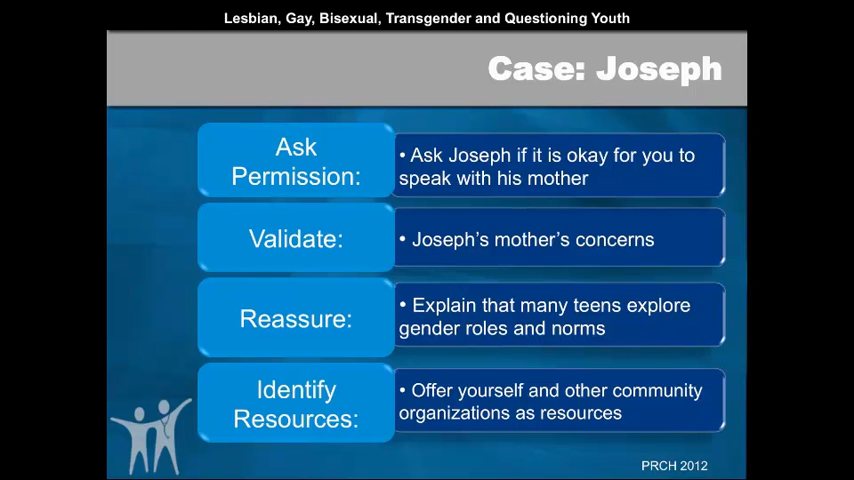 Lesbian, Gay, Bisexual, Transgender and Questioning Youth
Case: Joseph
Ask
Permission:
• Ask Joseph if it is okay for you to
speak with his mother
Validate:
• Joseph's mother's concerns
Reassure:
• Explain that many teens explore
gender roles and norms
Identify
Resources:
• Offer yourself and other community
organizations as resources
PRCH 2012